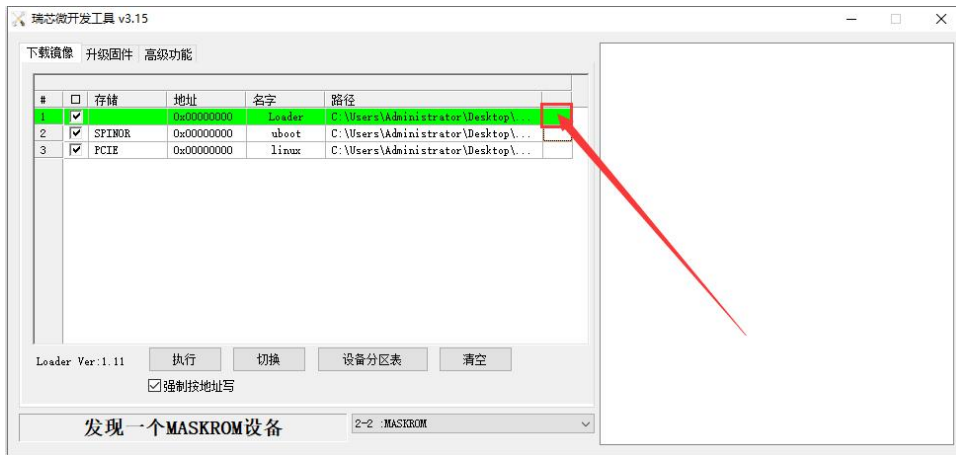 瑞芯微开发工具 v3.15
下载镜像 升级固件 高级功能
# 存储 地址 名字 路径
1 0x00000000 Loader C:\Users\Administrator\Desktop\...
2 SPINOR 0x00000000 uboot C:\Users\Administrator\Desktop\...
3 PCIE 0x00000000 linux C:\Users\Administrator\Desktop\...
Loader Ver:1.11 执行 切换 设备分区表 清空
强制按地址写
发现一个MASKROM设备 2-2 :MASKROM